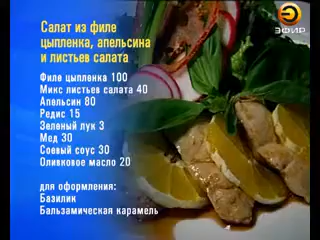 ЭФИР
Салат из филе
цыпленка, апельсина
и листьев салата
Филе цыпленка 100
Микс листьев салата 40
Апельсин 80
Редис 15
Зеленый лук 3
Мед 30
Соевый соус 30
Оливковое масло 20
для оформления:
Базилик
Бальзамическая карамель